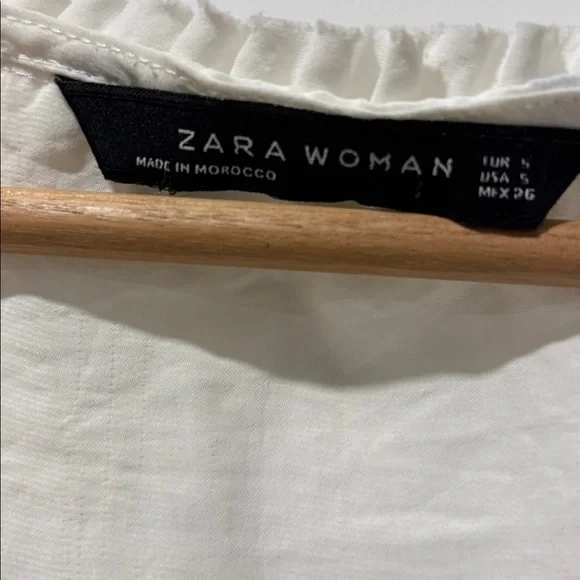 ZARA WOMAN
MADE IN MOROCCO
EUR S
USA S
MEX 26